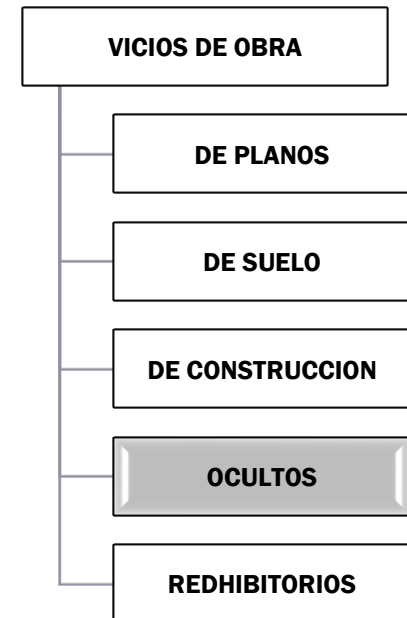 VICIOS DE OBRA
DE PLANOS
DE SUELO
DE CONSTRUCCION
OCULTOS
REDHIBITORIOS